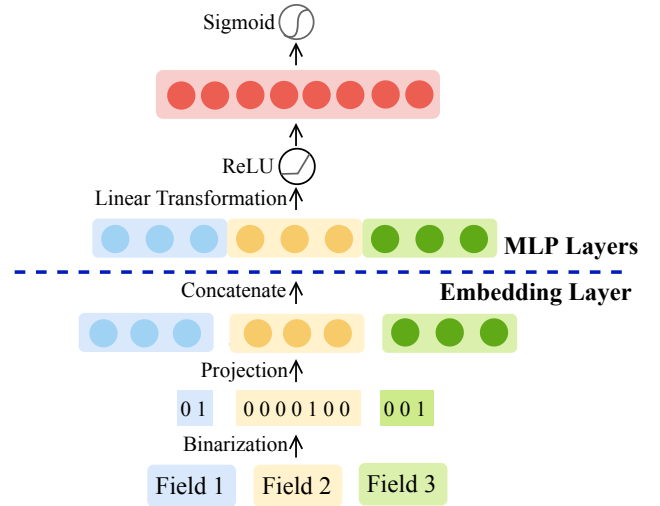 Sigmoid
ReLU
Linear Transformation
MLP Layers
Concatenate
Embedding Layer
Projection
0 1 0 0 0 0 1 0 0 0 0 1
Binarization
Field 1 Field 2 Field 3